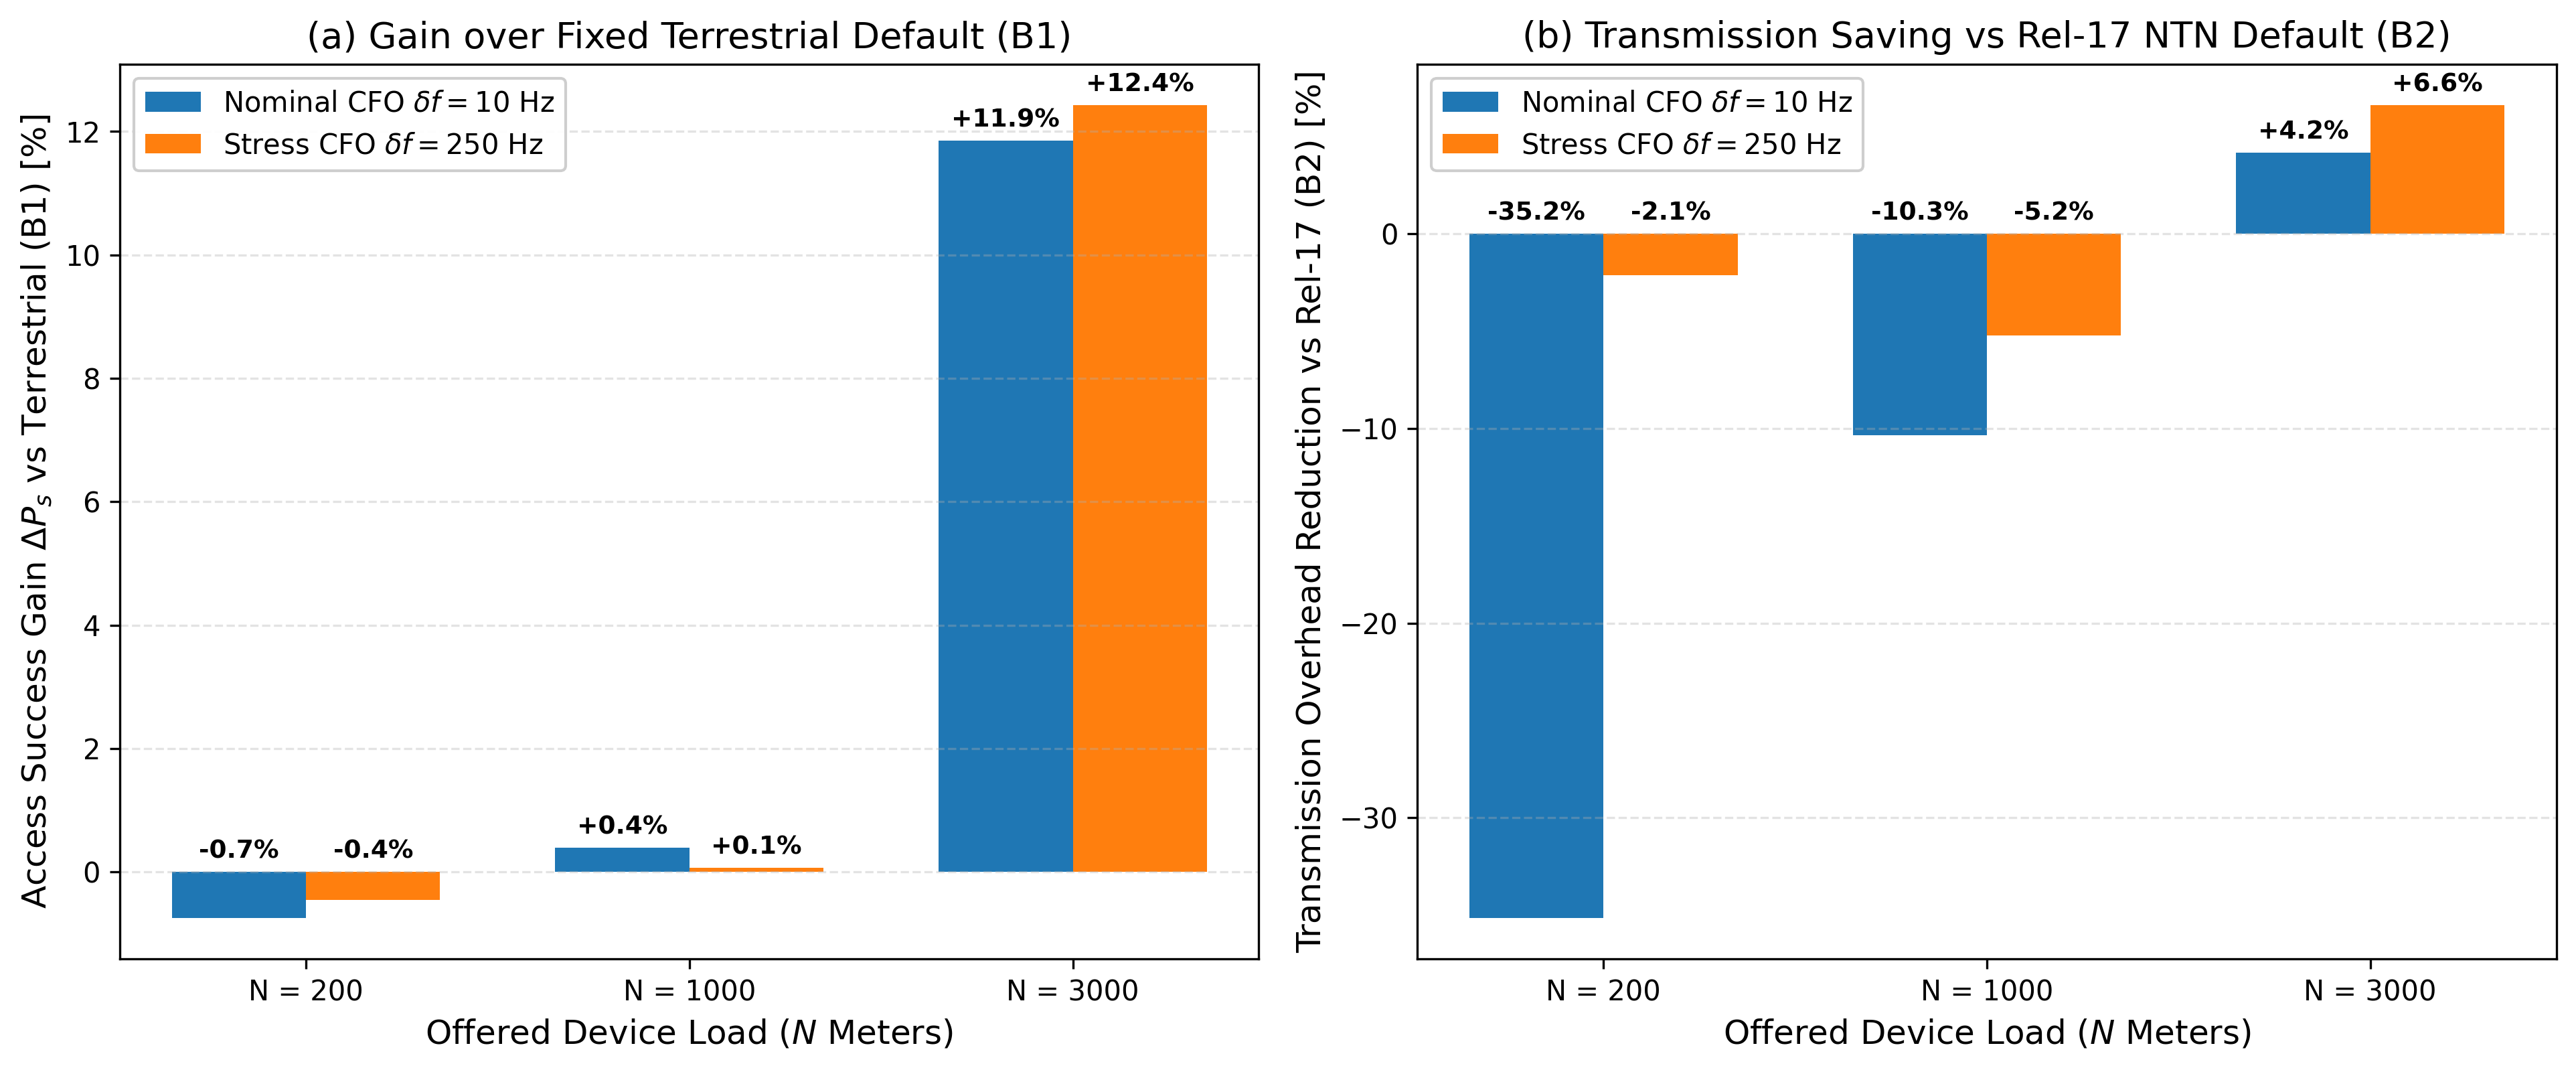 (a) Gain over Fixed Terrestrial Default (B1)
Access Success Gain ΔPₛ vs Terrestrial (B1) [%]
Nominal CFO δf = 10 Hz
Stress CFO δf = 250 Hz
12
10
8
6
4
2
0
-0.7%
-0.4%
+0.4%
+0.1%
+11.9%
+12.4%
N = 200
N = 1000
N = 3000
Offered Device Load (N Meters)
(b) Transmission Saving vs Rel-17 NTN Default (B2)
Transmission Overhead Reduction vs Rel-17 (B2) [%]
Nominal CFO δf = 10 Hz
Stress CFO δf = 250 Hz
0
−10
−20
−30
-35.2%
-2.1%
-10.3%
-5.2%
+4.2%
+6.6%
N = 200
N = 1000
N = 3000
Offered Device Load (N Meters)